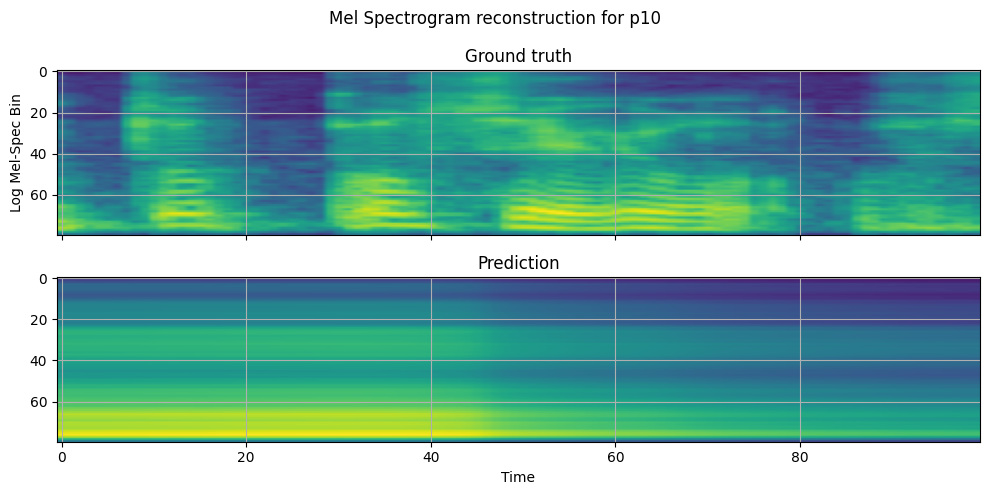 Mel Spectrogram reconstruction for p10
Ground truth
0
20
40
60
Log Mel-Spec Bin
Prediction
0
20
40
60
0 20 40 60 80
Time